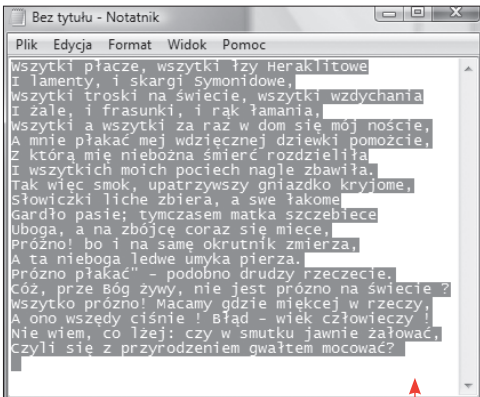 Bez tytułu - Notatnik
Plik Edycja Format Widok Pomoc
Wszytki płacze, wszytki łzy Heraklitowe
I lamenty, i skargi Symonidowe,
Wszytki troski na świecie, wszytki wzdychania
I żale, i frasunki, i rąk łamania,
Wszytki a wszytki za raz w dom się mój noście,
A mnie płakać mej wdzięcznej dziewki pomożcie,
Z którą mię niebożna śmierć rozdzieliła
I wszytkich moich pociech nagle zbawiła.
Tak więc smok, upatrzywszy gniazdko kryjome,
Słowiczki liche zbiera, a swe łakome
Gardło pasie; tymczasem matka szczebiece
Uboga, a na zbójcę coraz się miece,
Prózno! bo i na samę okrutnik zmierza,
A ta nieboga ledwe umyka pierza.
Prózno płakać" - podobno drudzy rzeczecie.
Cóż, prze Bóg żywy, nie jest prózno na świecie ?
Wszytko prózno! Macamy gdzie miękcej w rzeczy,
A ono wszędy ciśnie ! Błąd - wiek człowieczy !
Nie wiem, co lżej: czy w smutku jawnie żałować,
Czyli się z przyrodzeniem gwałtem mocować?